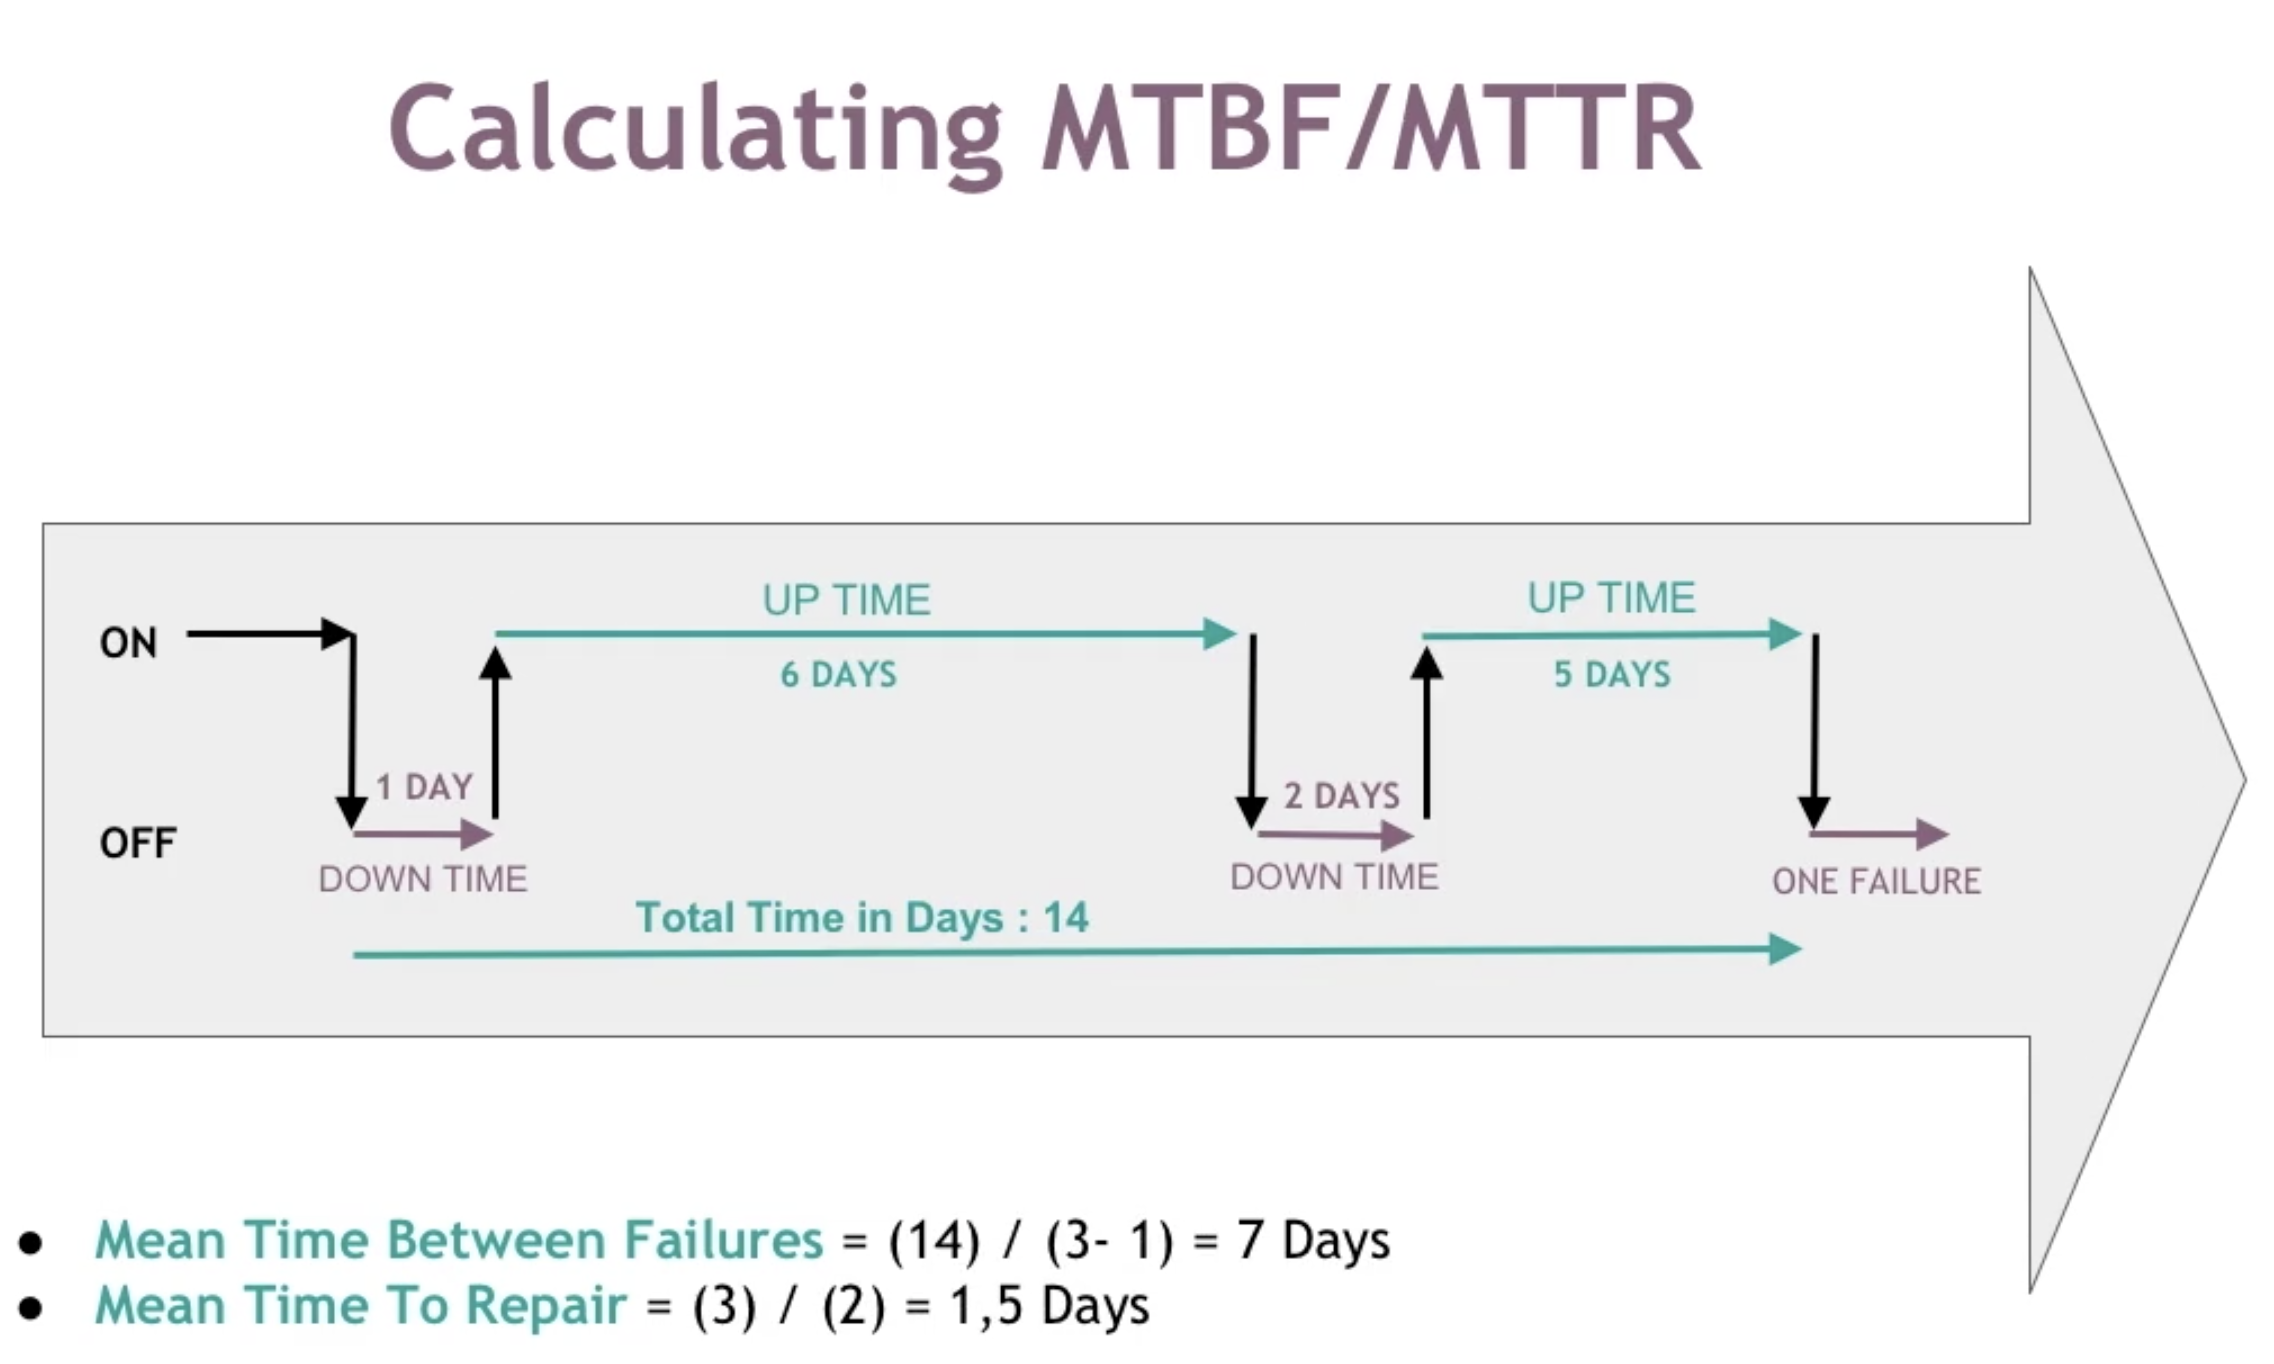 Calculating MTBF/MTTR
UP TIME
UP TIME
ON
6 DAYS
5 DAYS
1 DAY
2 DAYS
OFF
DOWN TIME
DOWN TIME
ONE FAILURE
Total Time in Days : 14
● Mean Time Between Failures = (14) / (3- 1) = 7 Days
● Mean Time To Repair = (3) / (2) = 1,5 Days